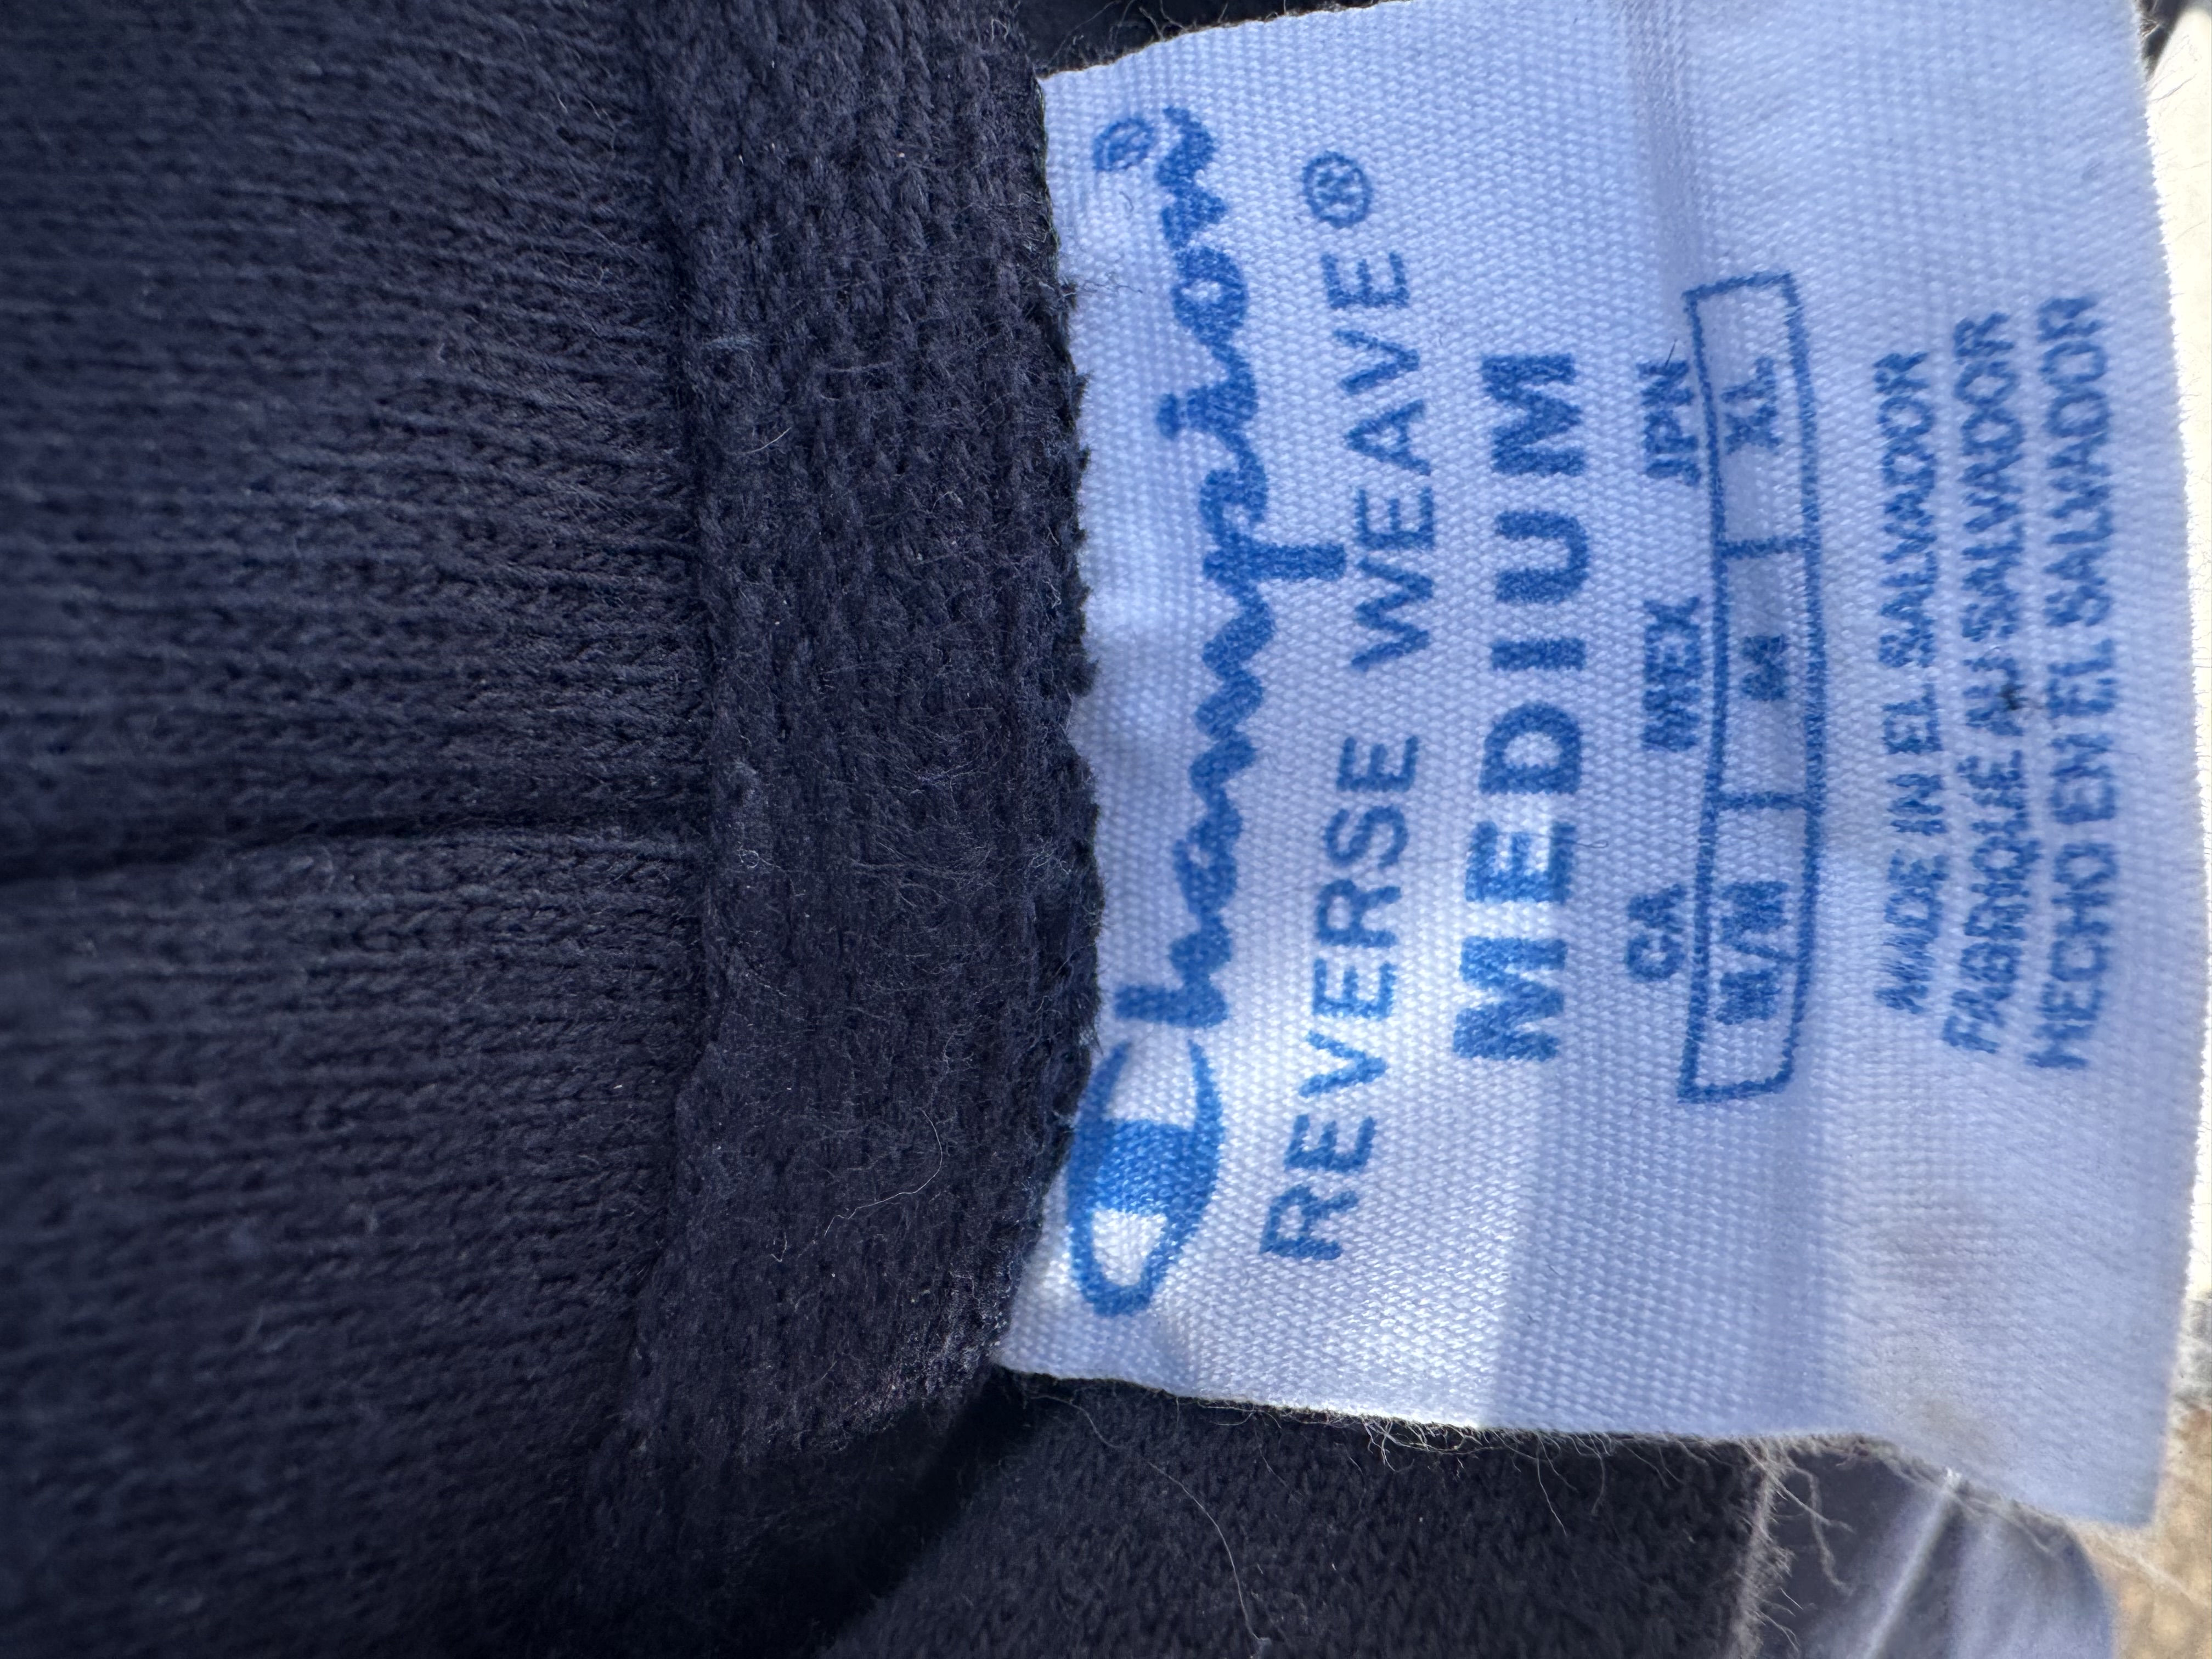 Champion®
REVERSE WEAVE®
MEDIUM
CA MEX JPN
M/M M XL
MADE IN EL SALVADOR
FABRIQUÉ AU SALVADOR
HECHO EN EL SALVADOR